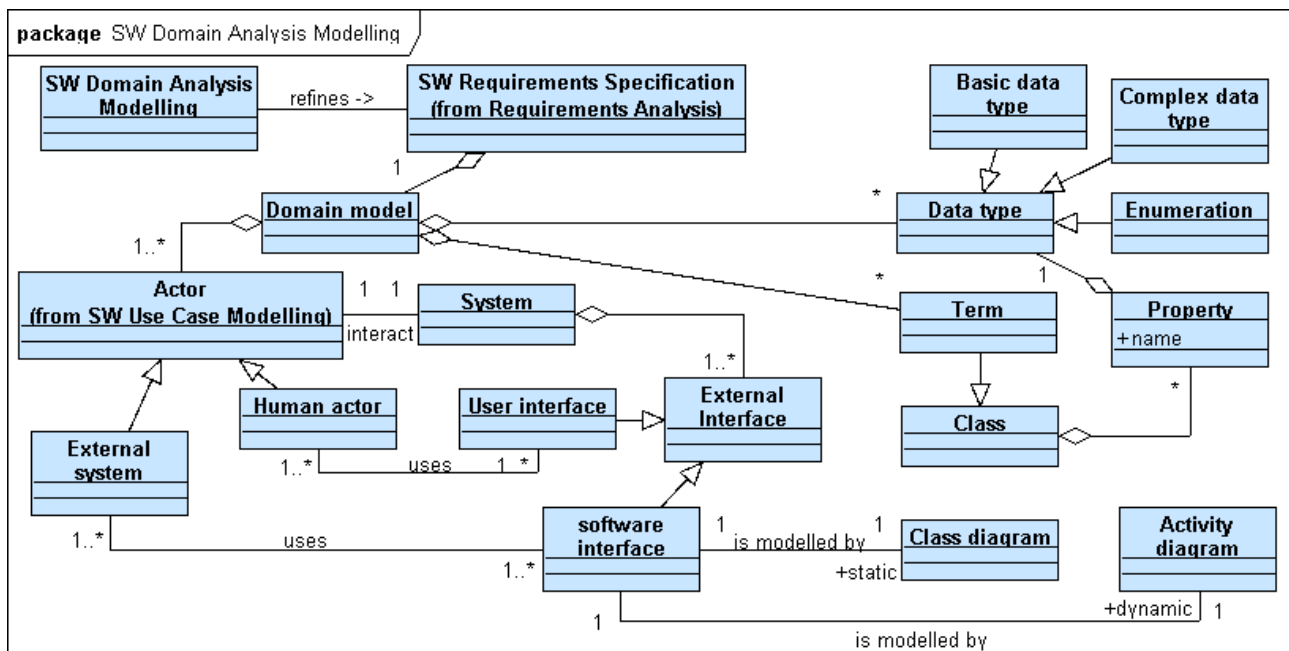 package SW Domain Analysis Modelling
SW Domain Analysis
Modelling
refines ->
SW Requirements Specification
(from Requirements Analysis)
Basic data
type
Complex data
type
1
Domain model
*
Data type
Enumeration
1..*
*
1
Actor
(from SW Use Case Modelling)
1
1
interact
System
Term
Property
+name
1..*
*
Human actor
User interface
External
Interface
Class
External
system
1..*
uses
1..*
1..*
uses
1..*
software
interface
1
is modelled by
1
+static
Class diagram
Activity
diagram
1
+dynamic
1
is modelled by